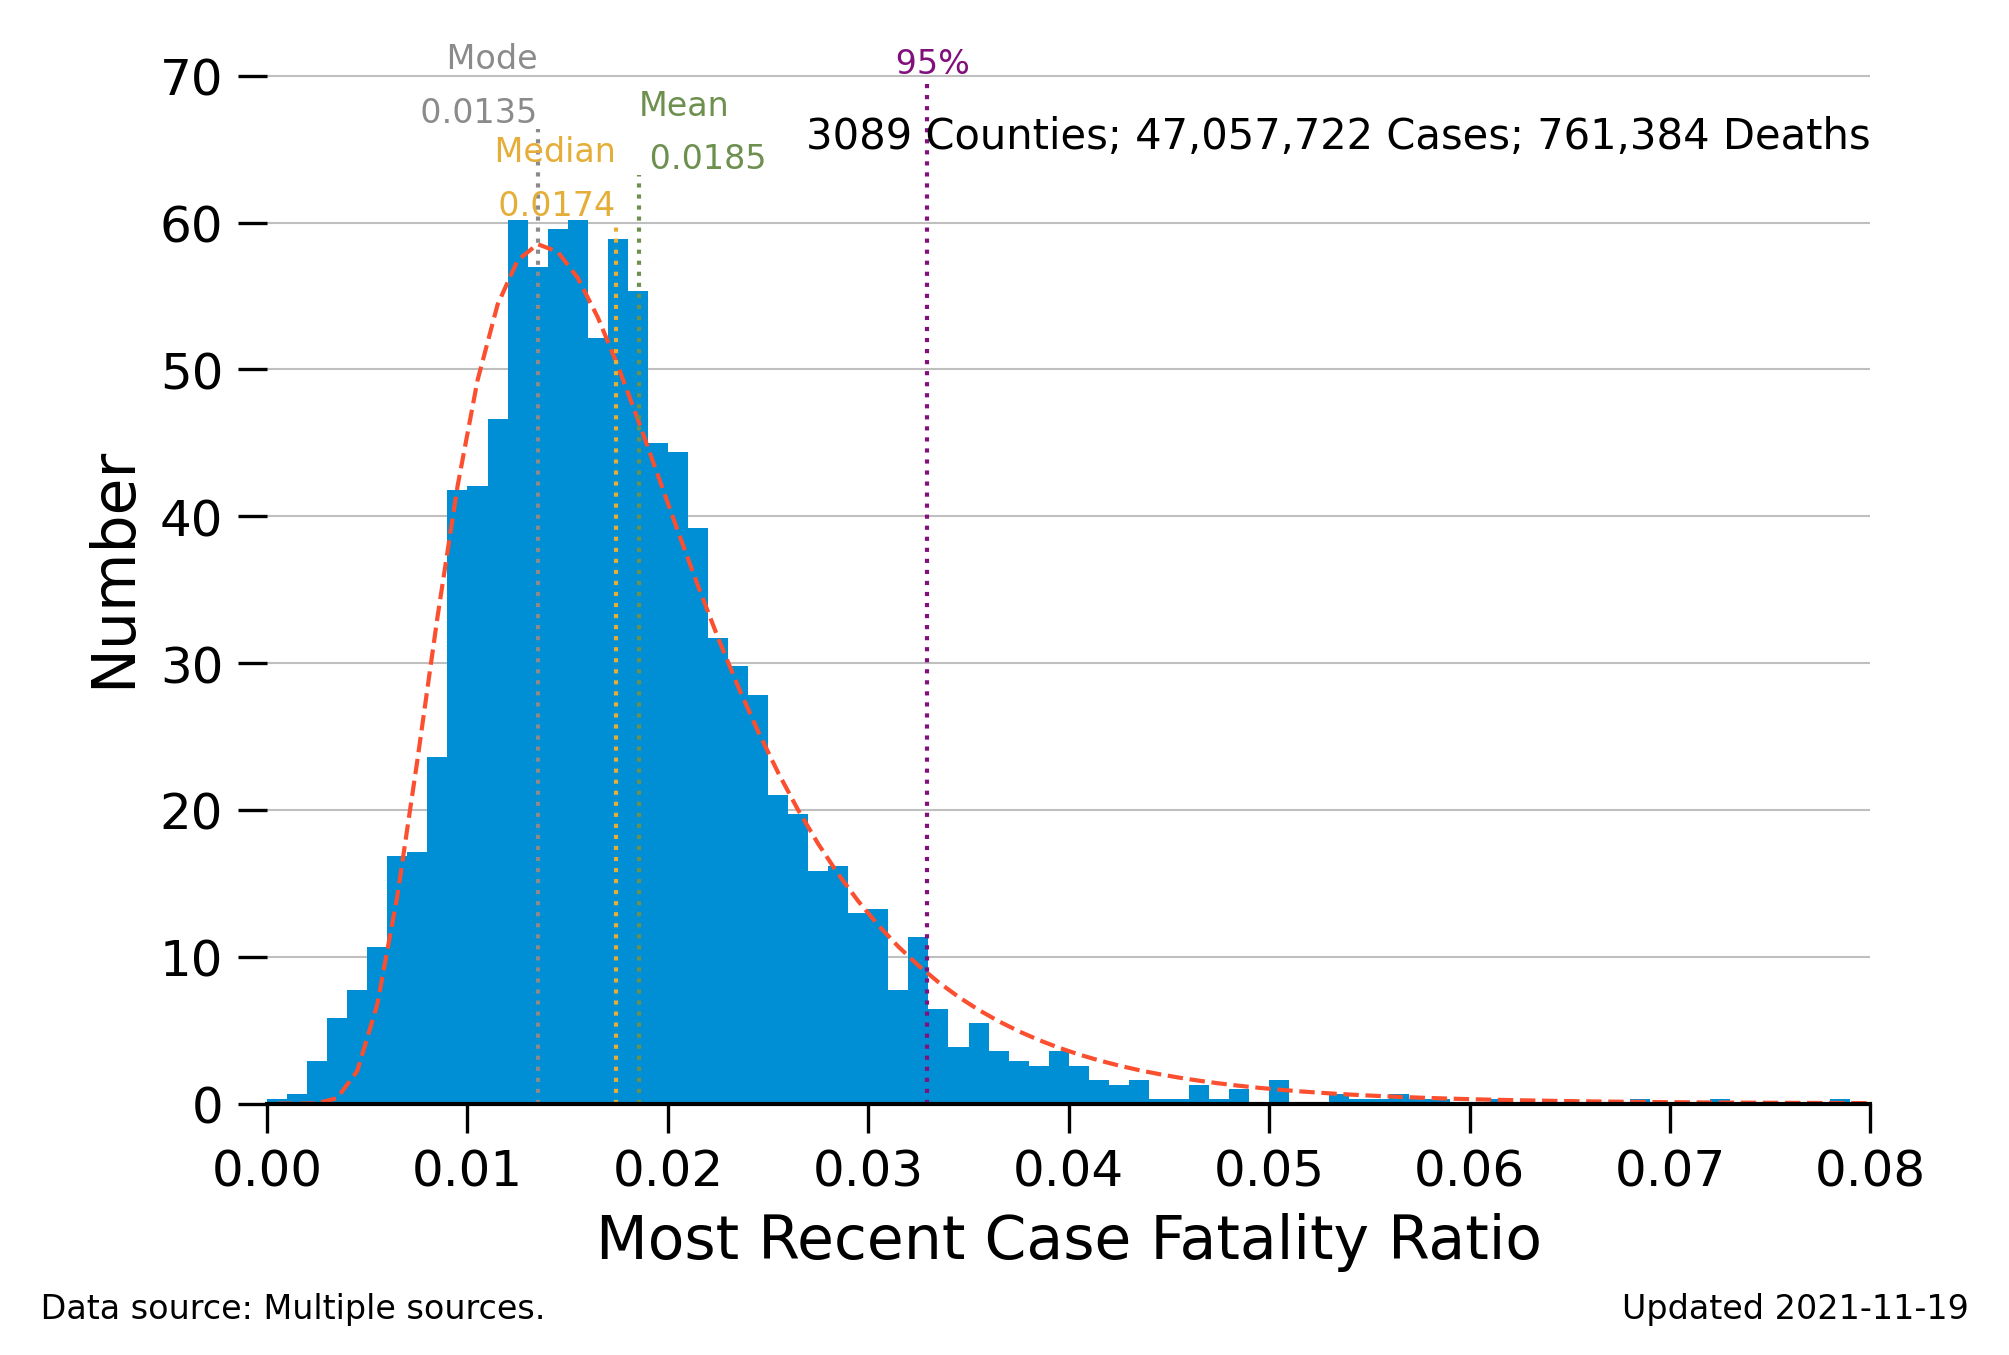 Mode
0.0135
95%
Mean
0.0185
3089 Counties; 47,057,722 Cases; 761,384 Deaths
Median
0.0174
70
60
50
40
30
20
10
0
Number
0.00 0.01 0.02 0.03 0.04 0.05 0.06 0.07 0.08
Most Recent Case Fatality Ratio
Data source: Multiple sources.
Updated 2021-11-19